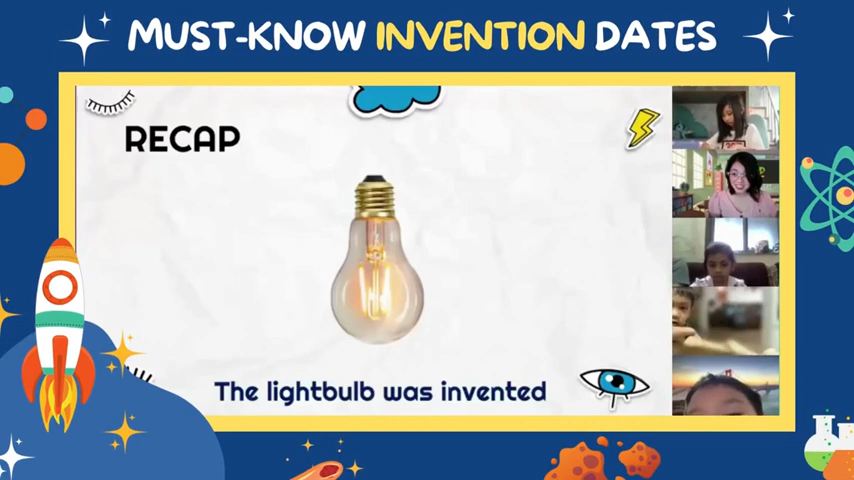 MUST-KNOW INVENTION DATES
RECAP
The lightbulb was invented